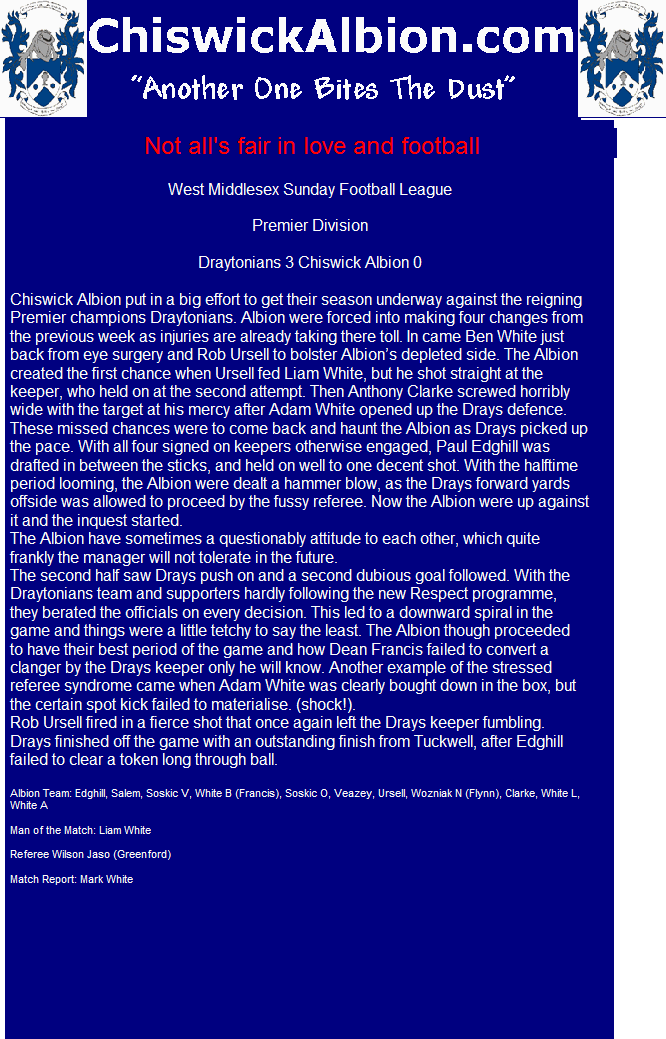 ChiswickAlbion.com
"Another One Bites The Dust"
Not all's fair in love and football
West Middlesex Sunday Football League
Premier Division
Draytonians 3 Chiswick Albion 0
Chiswick Albion put in a big effort to get their season underway against the reigning
Premier champions Draytonians. Albion were forced into making four changes from
the previous week as injuries are already taking there toll. In came Ben White just
back from eye surgery and Rob Ursell to bolster Albion’s depleted side. The Albion
created the first chance when Ursell fed Liam White, but he shot straight at the
keeper, who held on at the second attempt. Then Anthony Clarke screwed horribly
wide with the target at his mercy after Adam White opened up the Drays defence.
These missed chances were to come back and haunt the Albion as Drays picked up
the pace. With all four signed on keepers otherwise engaged, Paul Edghill was
drafted in between the sticks, and held on well to one decent shot. With the halftime
period looming, the Albion were dealt a hammer blow, as the Drays forward yards
offside was allowed to proceed by the fussy referee. Now the Albion were up against
it and the inquest started.
The Albion have sometimes a questionably attitude to each other, which quite
frankly the manager will not tolerate in the future.
The second half saw Drays push on and a second dubious goal followed. With the
Draytonians team and supporters hardly following the new Respect programme,
they berated the officials on every decision. This led to a downward spiral in the
game and things were a little tetchy to say the least. The Albion though proceeded
to have their best period of the game and how Dean Francis failed to convert a
clanger by the Drays keeper only he will know. Another example of the stressed
referee syndrome came when Adam White was clearly bought down in the box, but
the certain spot kick failed to materialise. (shock!).
Rob Ursell fired in a fierce shot that once again left the Drays keeper fumbling.
Drays finished off the game with an outstanding finish from Tuckwell, after Edghill
failed to clear a token long through ball.
Albion Team: Edghill, Salem, Soskic V, White B (Francis), Soskic O, Veazey, Ursell, Wozniak N (Flynn), Clarke, White L,
White A
Man of the Match: Liam White
Referee Wilson Jaso (Greenford)
Match Report: Mark White